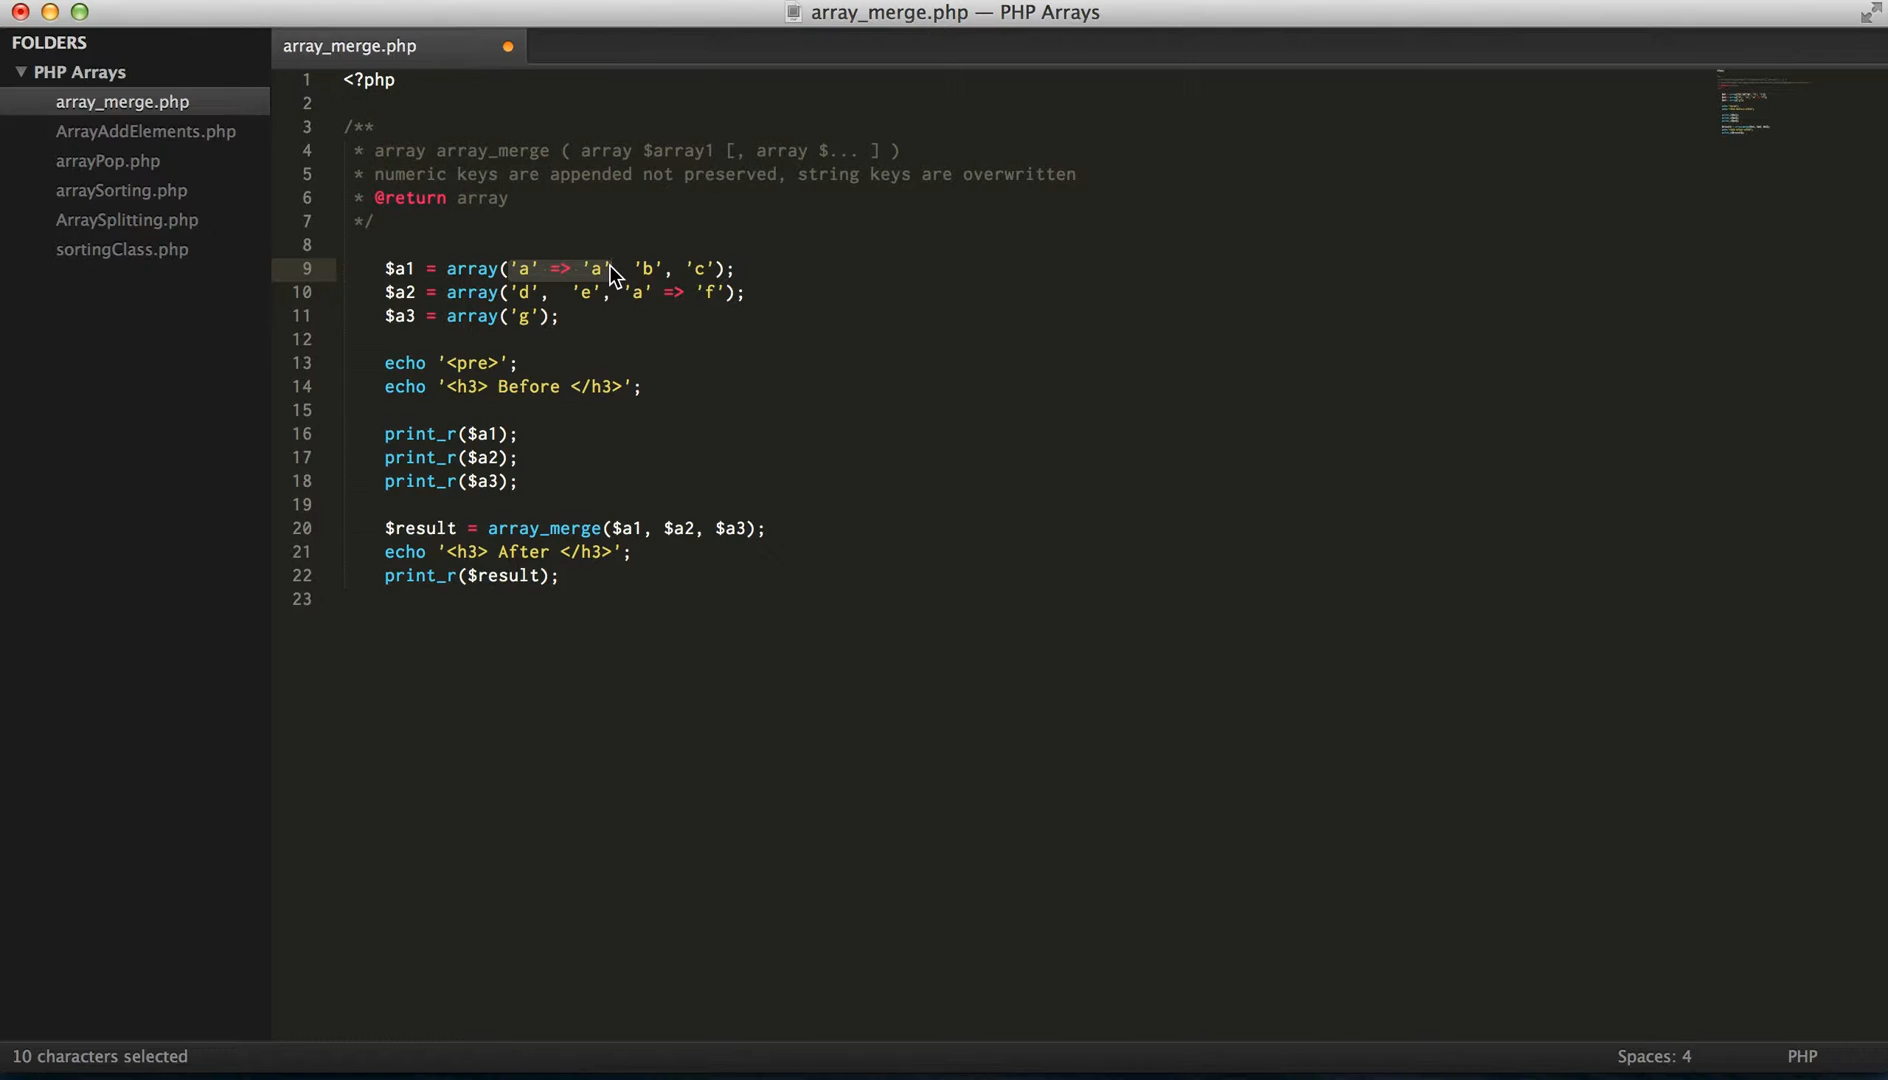 array_merge.php — PHP Arrays
FOLDERS
PHP Arrays
array_merge.php
ArrayAddElements.php
arrayPop.php
arraySorting.php
ArraySplitting.php
sortingClass.php
array_merge.php
1 <?php
2
3 /**
4 * array array_merge ( array $array1 [, array $... ] )
5 * numeric keys are appended not preserved, string keys are overwritten
6 * @return array
7 */
8
9 $a1 = array('a' => 'a', 'b', 'c');
10 $a2 = array('d', 'e', 'a' => 'f');
11 $a3 = array('g');
12
13 echo '<pre>';
14 echo '<h3> Before </h3>';
15
16 print_r($a1);
17 print_r($a2);
18 print_r($a3);
19
20 $result = array_merge($a1, $a2, $a3);
21 echo '<h3> After </h3>';
22 print_r($result);
23
10 characters selected
Spaces: 4
PHP